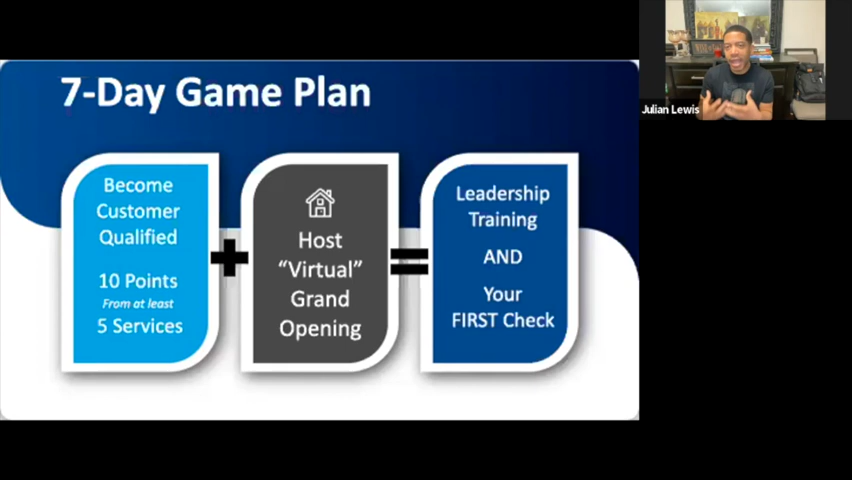 7-Day Game Plan
Become
Customer
Qualified
10 Points
From at least
5 Services
+
Host
“Virtual”
Grand
Opening
=
Leadership
Training
AND
Your
FIRST Check
Julian Lewis